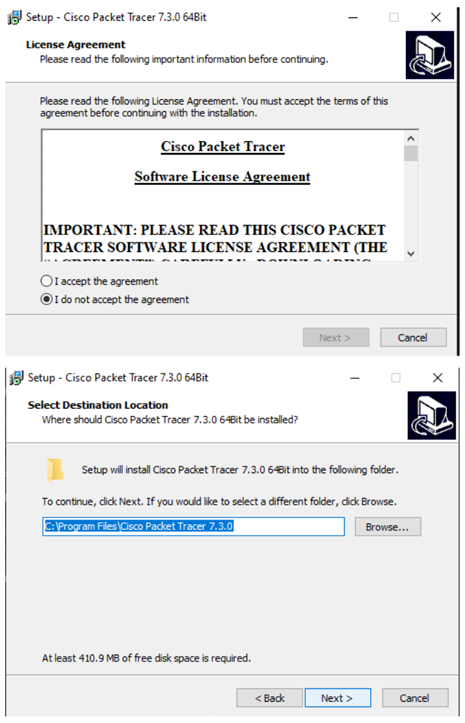 Setup - Cisco Packet Tracer 7.3.0 64Bit
License Agreement
Please read the following important information before continuing.
Please read the following License Agreement. You must accept the terms of this
agreement before continuing with the installation.
Cisco Packet Tracer
Software License Agreement
IMPORTANT: PLEASE READ THIS CISCO PACKET
TRACER SOFTWARE LICENSE AGREEMENT (THE
I accept the agreement
I do not accept the agreement
Next >
Cancel
Setup - Cisco Packet Tracer 7.3.0 64Bit
Select Destination Location
Where should Cisco Packet Tracer 7.3.0 64Bit be installed?
Setup will install Cisco Packet Tracer 7.3.0 64Bit into the following folder.
To continue, click Next. If you would like to select a different folder, click Browse.
C:\Program Files\Cisco Packet Tracer 7.3.0
Browse...
At least 410.9 MB of free disk space is required.
< Back
Next >
Cancel